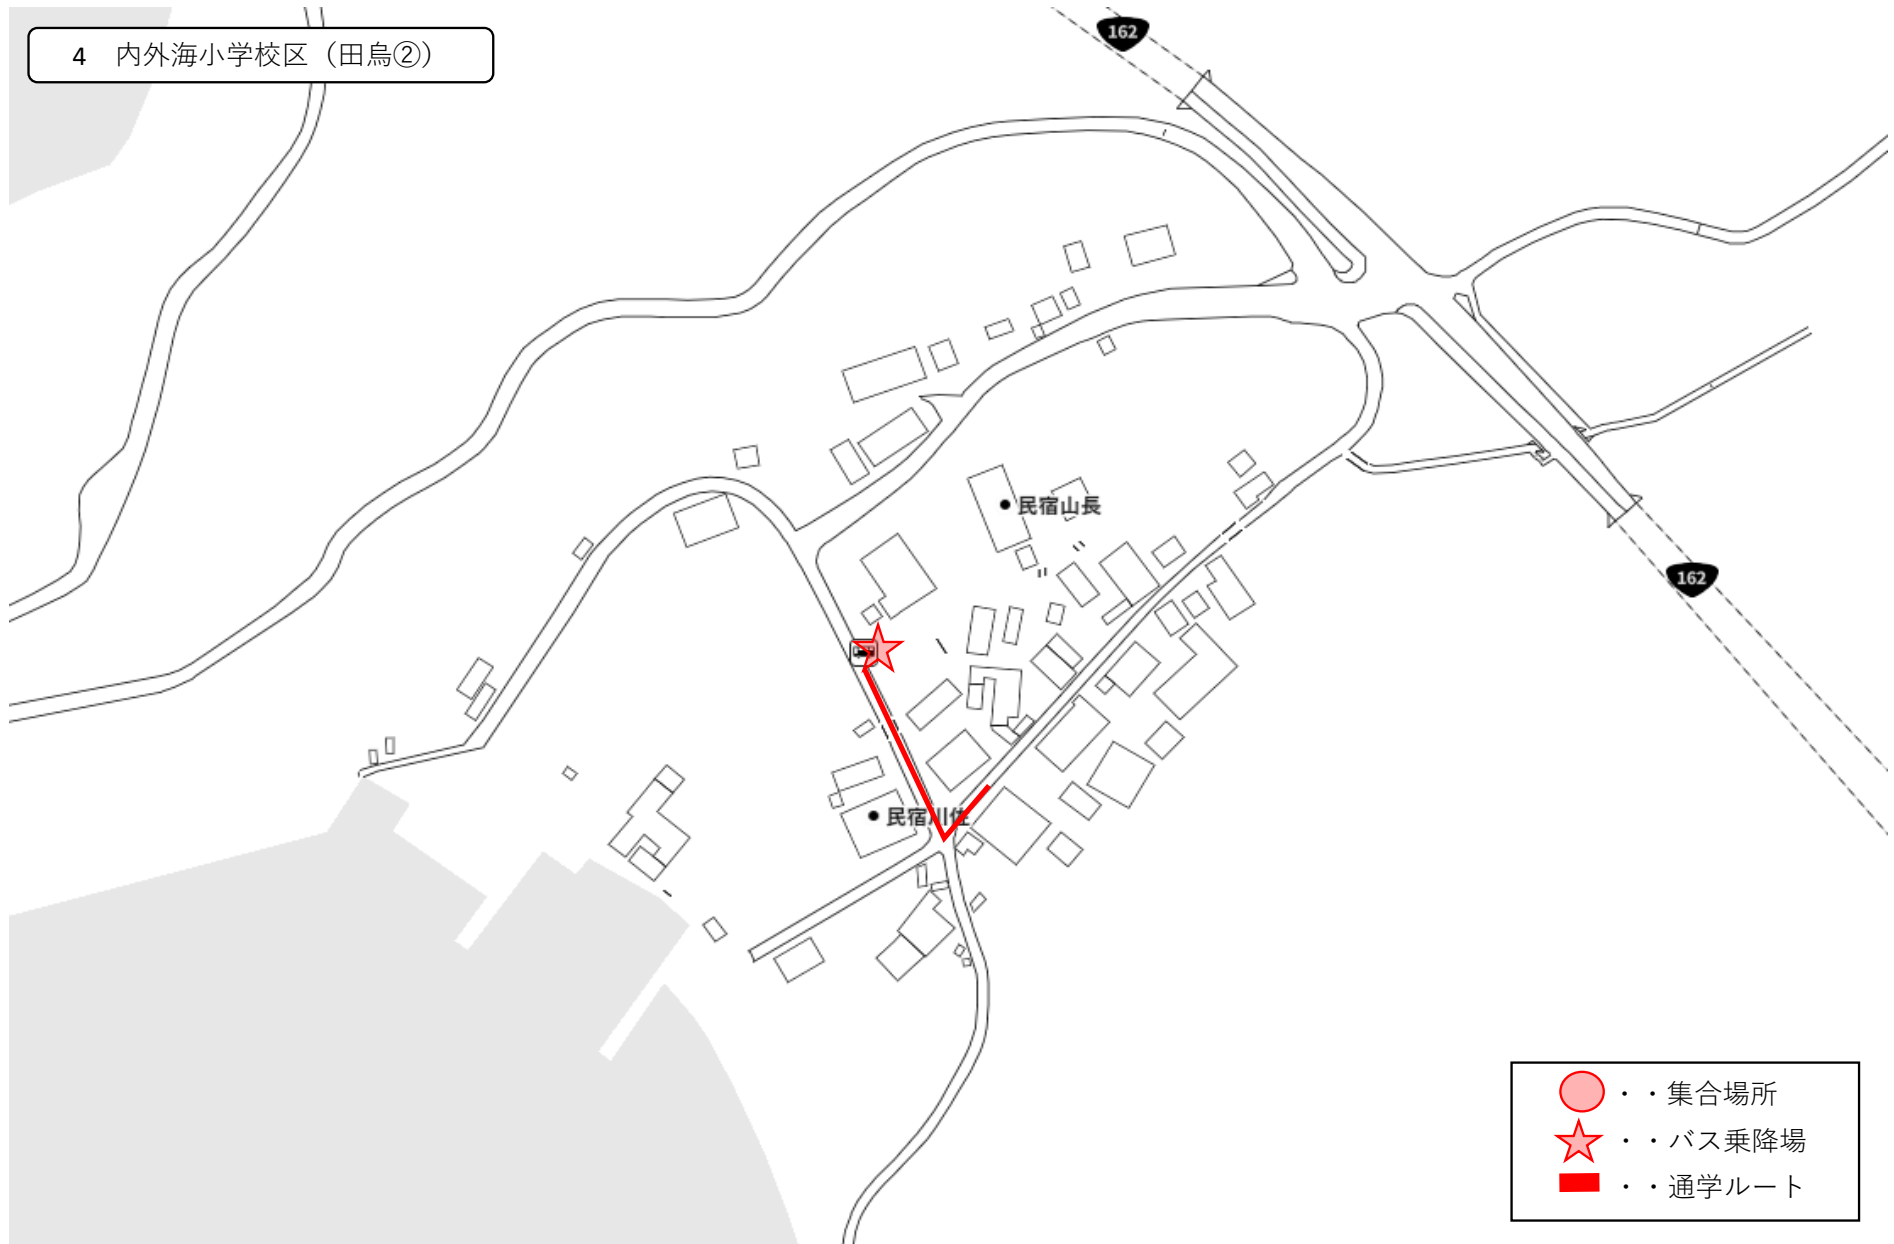 4 内外海小学校区（田烏②）
162
民宿山長
162
民宿川佐
・・集合場所
・・バス乗降場
・・通学ルート